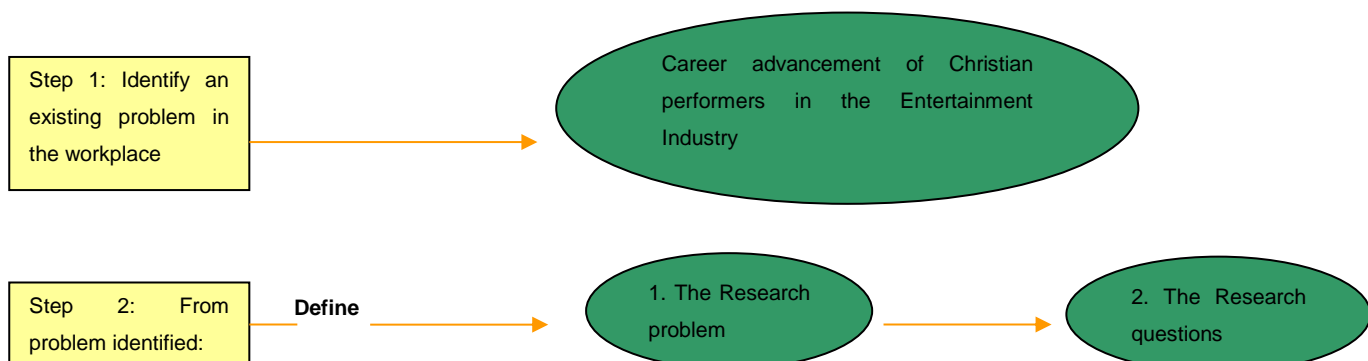 Step 1: Identify an
existing problem in
the workplace
Career advancement of Christian
performers in the Entertainment
Industry
Step 2: From
problem identified:
Define
1. The Research
problem
2. The Research
questions